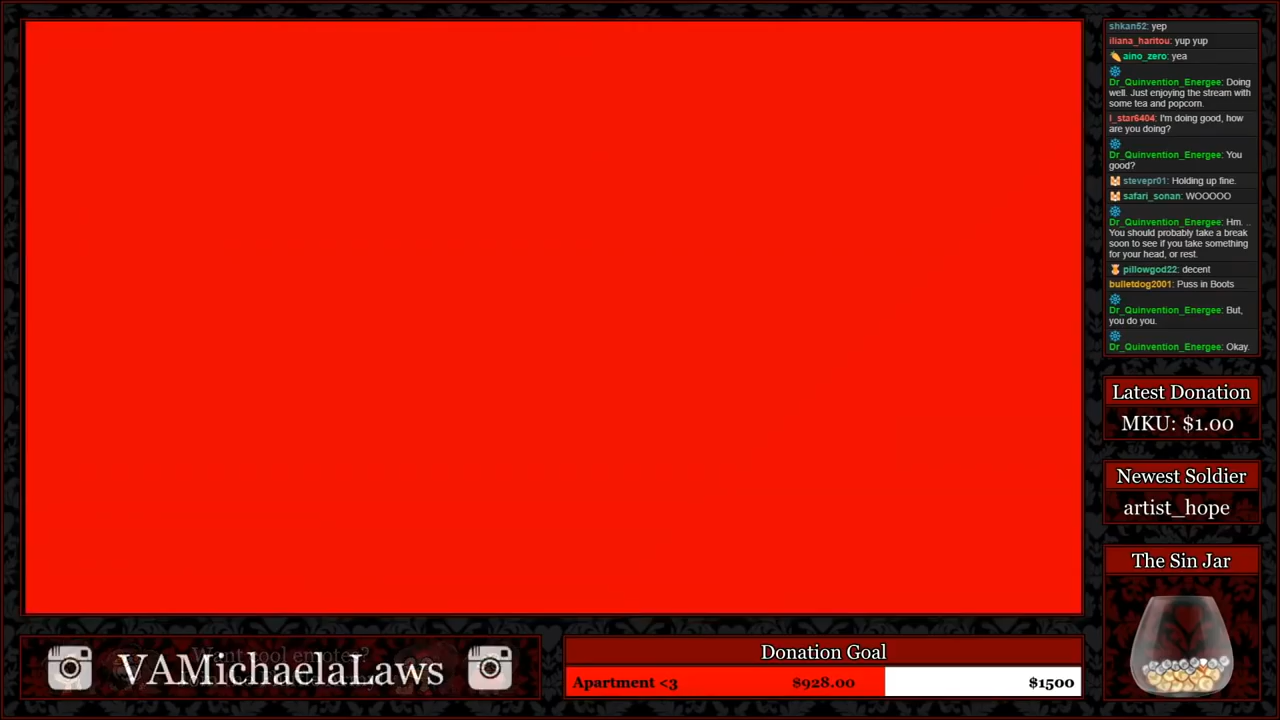 shkan52: yep
iliana_haritou: yup yup
aino_zero: yea
Dr_Quinvention_Energee: Doing
well. Just enjoying the stream with
some tea and popcorn.
l_star6404: I'm doing good, how
are you doing?
Dr_Quinvention_Energee: You
good?
stevepr01: Holding up fine.
safari_sonan: WOOOOO
Dr_Quinvention_Energee: Hm. ..
You should probably take a break
soon to see if you take something
for your head, or rest.
pillowgod22: decent
bulletdog2001: Puss in Boots
Dr_Quinvention_Energee: But,
you do you.
Dr_Quinvention_Energee: Okay.
Latest Donation
MKU: $1.00
Newest Soldier
artist_hope
The Sin Jar
Want cool emotes?
VAMichaelaLaws
Donation Goal
Apartment <3 $928.00 $1500